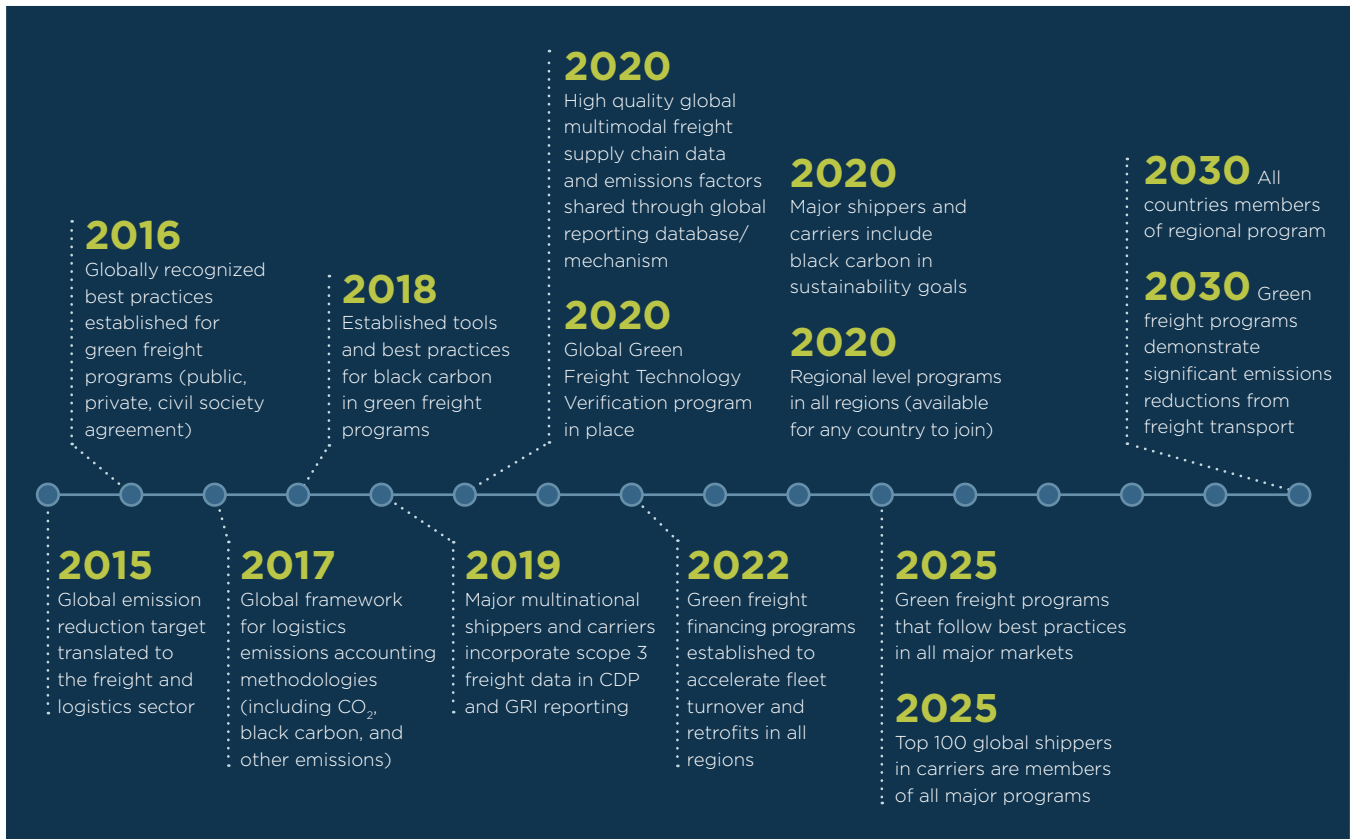 2016
Globally recognized
best practices
established for
green freight
programs (public,
private, civil society
agreement)
2018
Established tools
and best practices
for black carbon
in green freight
programs
2020
High quality global
multimodal freight
supply chain data
and emissions factors
shared through global
reporting database/
mechanism
2020
Global Green
Freight Technology
Verification program
in place
2020
Major shippers and
carriers include
black carbon in
sustainability goals
2020
Regional level programs
in all regions (available
for any country to join)
2030 All
countries members
of regional program
2030 Green
freight programs
demonstrate
significant emissions
reductions from
freight transport
2015
Global emission
reduction target
translated to
the freight and
logistics sector
2017
Global framework
for logistics
emissions accounting
methodologies
(including CO₂,
black carbon, and
other emissions)
2019
Major multinational
shippers and carriers
incorporate scope 3
freight data in CDP
and GRI reporting
2022
Green freight
financing programs
established to
accelerate fleet
turnover and
retrofits in all
regions
2025
Green freight programs
that follow best practices
in all major markets
2025
Top 100 global shippers
in carriers are members
of all major programs